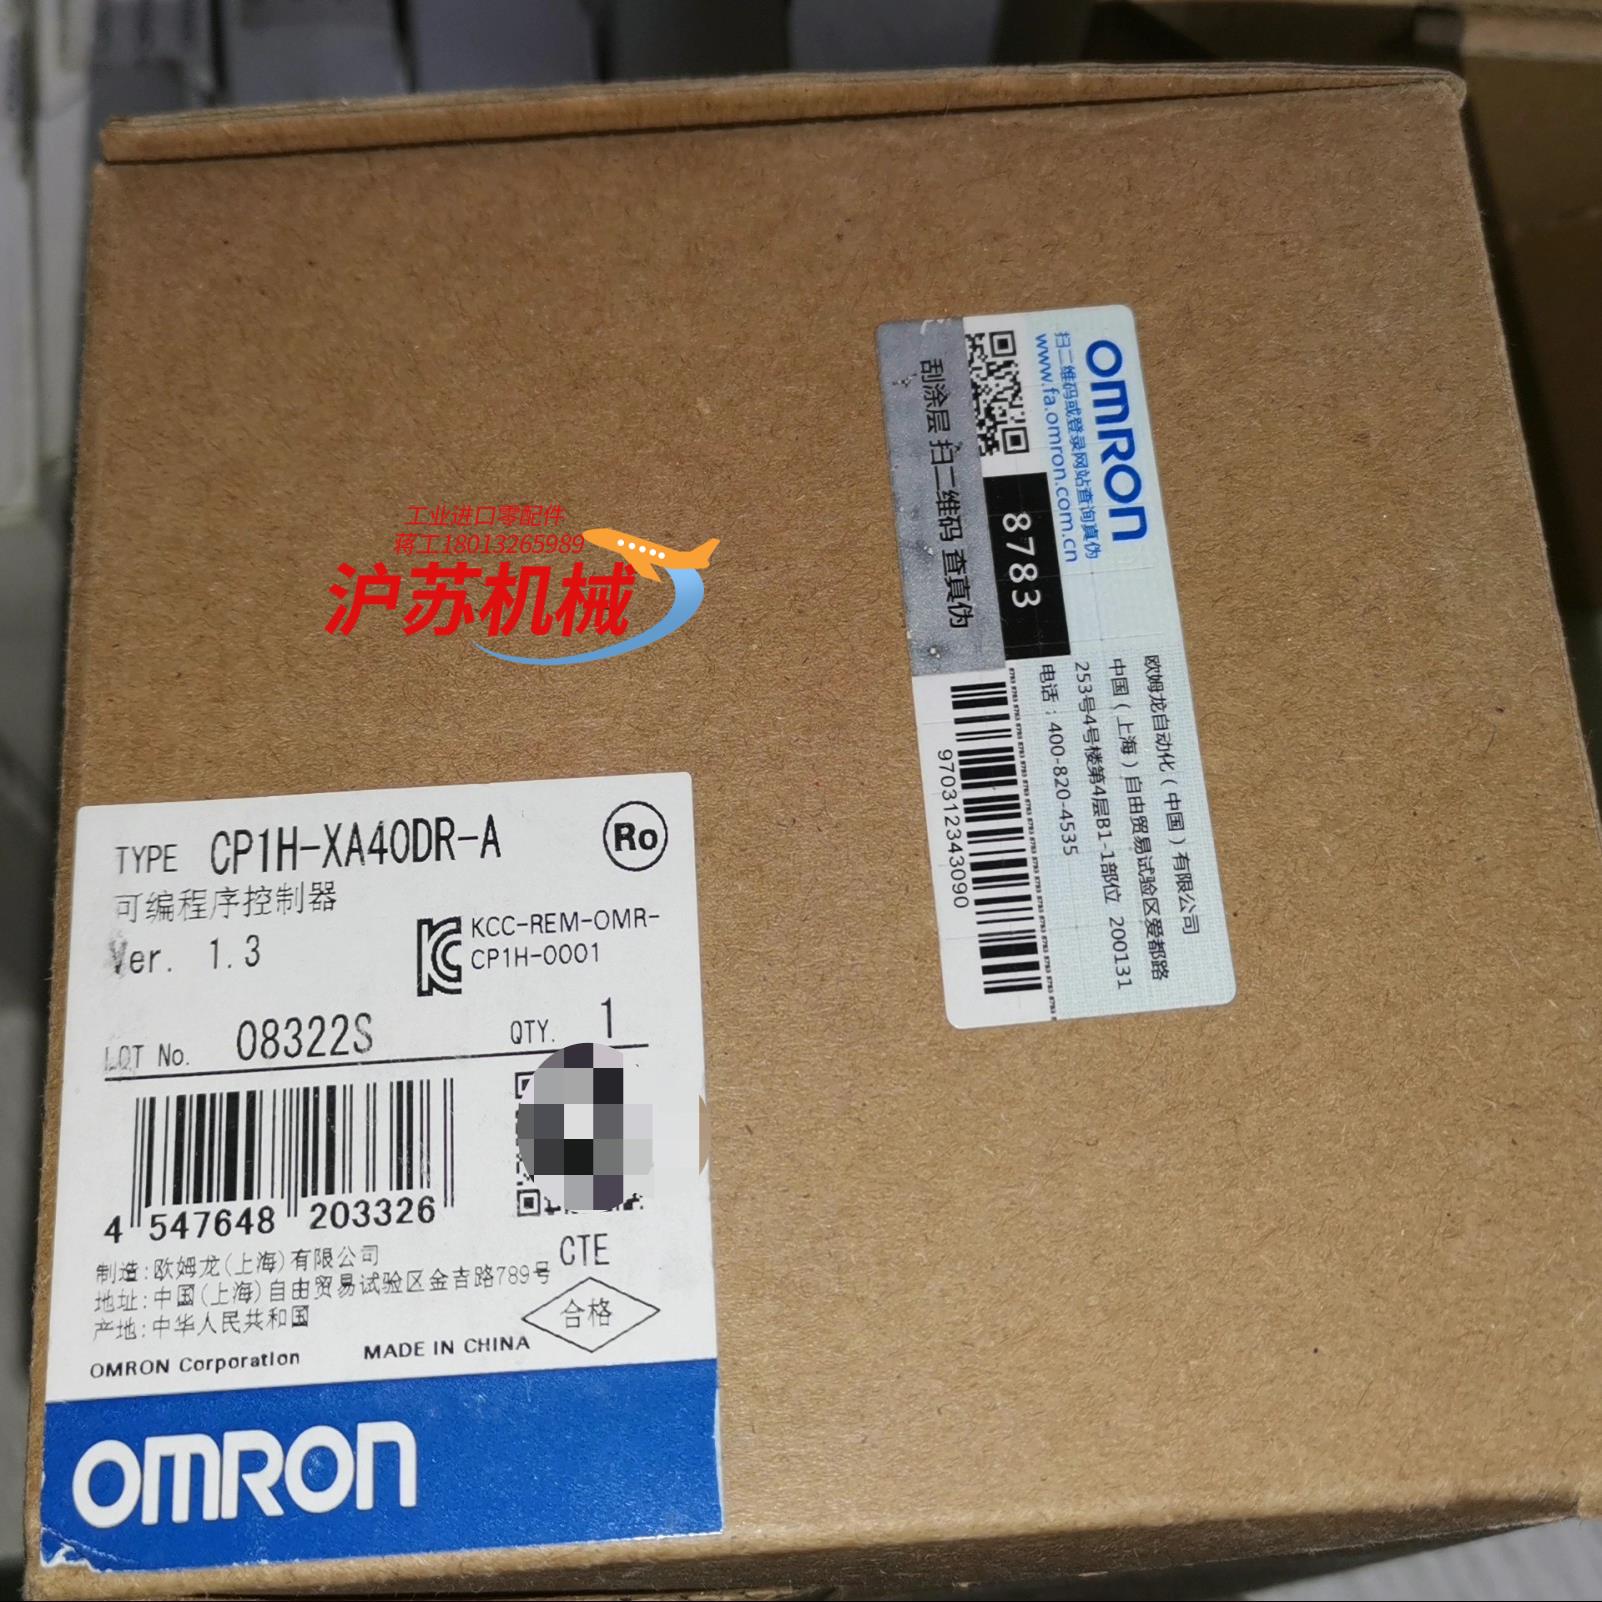 工业进口零配件
蒋工18013265989
沪苏机械
OMRON
扫二维码或登录网站查询真伪
www.fa.omron.com.cn
刮涂层 扫二维码 查真伪
8783
欧姆龙自动化（中国）有限公司
中国（上海）自由贸易试验区爱都路
253号4号楼第4层B1-1部位 200131
电话：400-820-4535
9703123443090
TYPE CP1H-XA40DR-A
Ro
可编程序控制器
Ver. 1.3
KC
KCC-REM-OMR-
CP1H-0001
LOT No. 08322S QTY. 1
4 547648 203326
制造:欧姆龙(上海)有限公司
地址:中国(上海)自由贸易试验区金吉路789号
产地:中华人民共和国
CTE
合格
OMRON Corporation MADE IN CHINA
OMRON